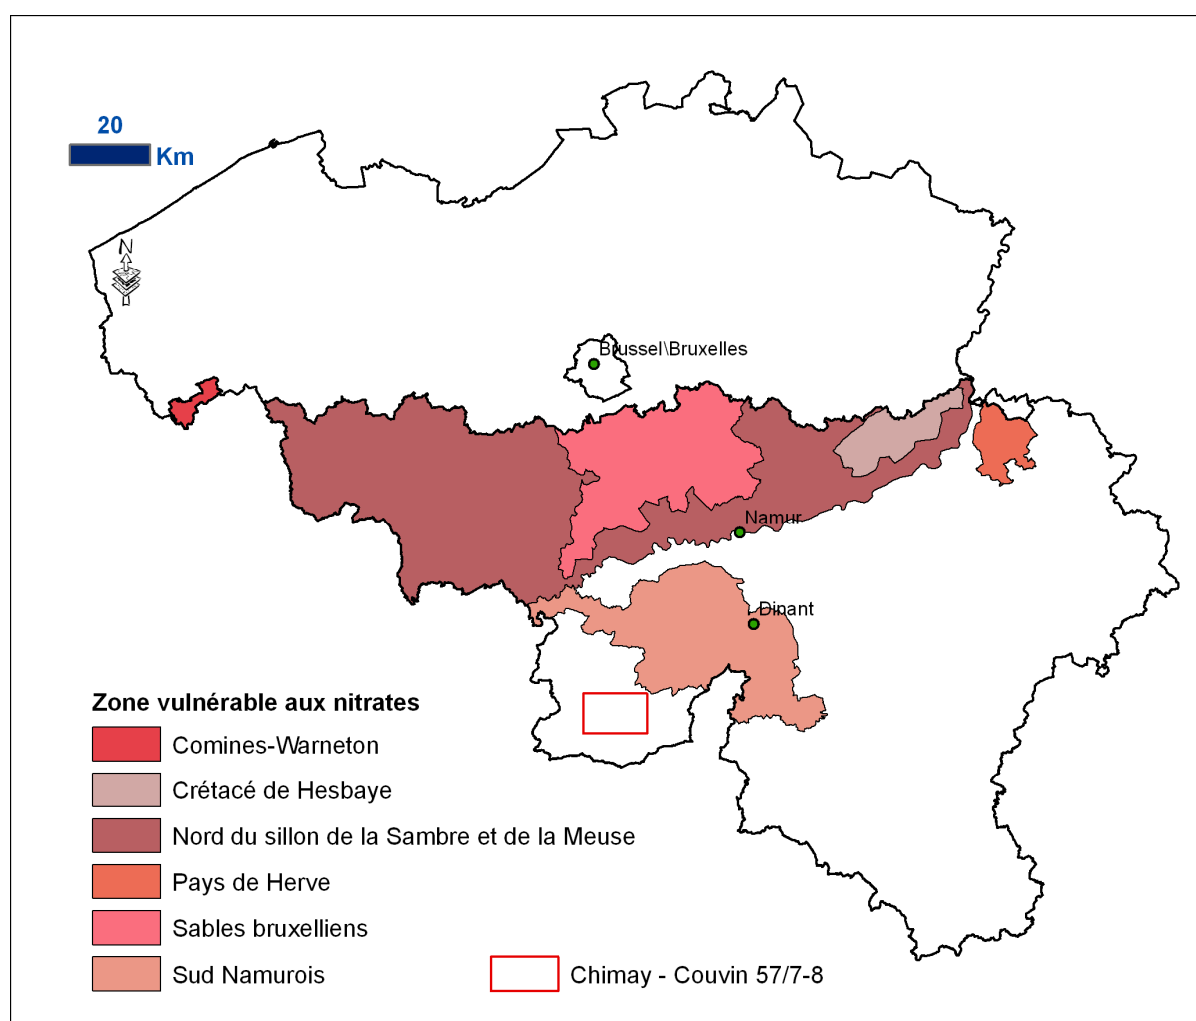 20
Km
N
Brussel\Bruxelles
Namur
Dinant
Zone vulnérable aux nitrates
Comines-Warneton
Crétacé de Hesbaye
Nord du sillon de la Sambre et de la Meuse
Pays de Herve
Sables bruxelliens
Sud Namurois
Chimay - Couvin 57/7-8